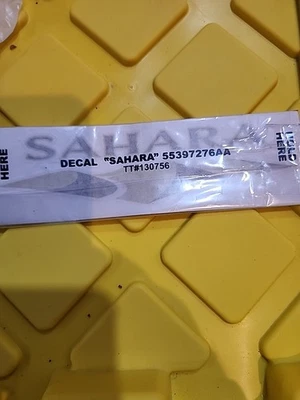 SAHARA
DECAL "SAHARA" 55397276AA
TT#130756
HERE
HOLD
HERE